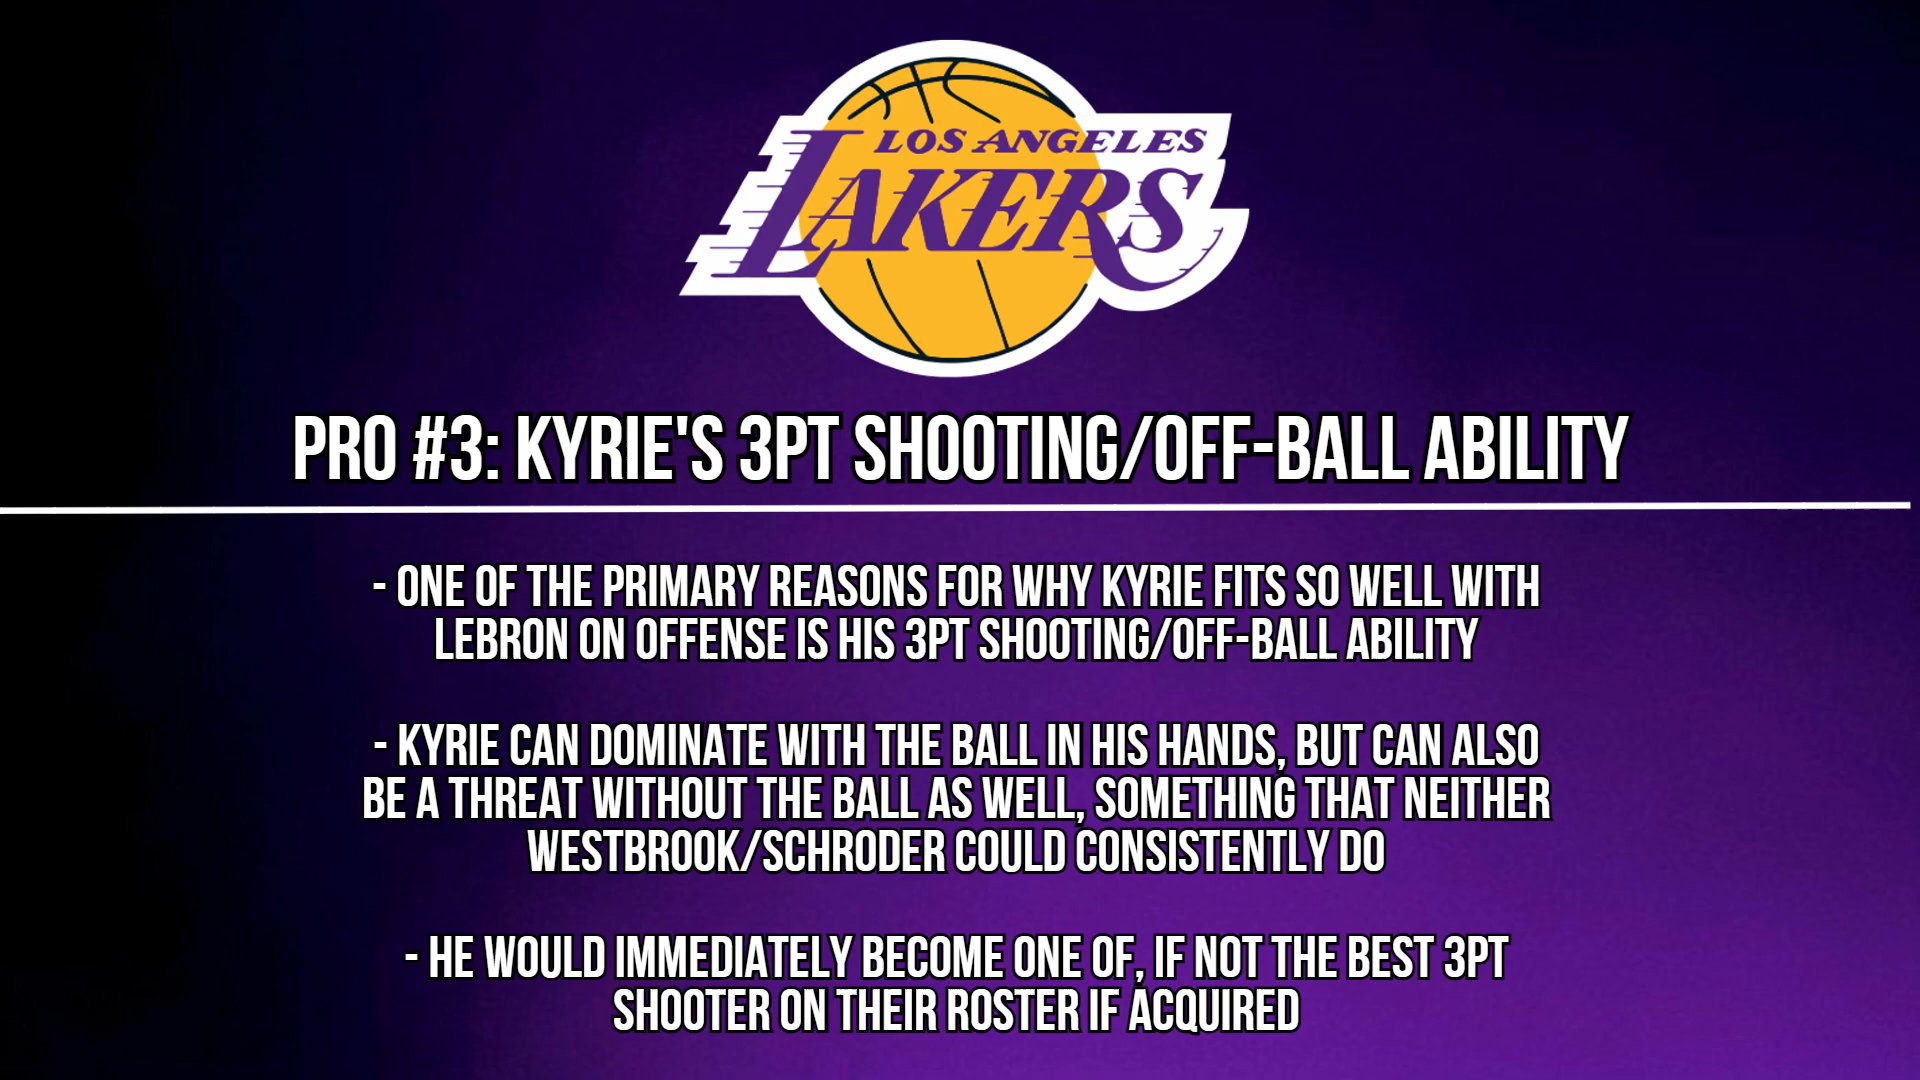 LOS ANGELES
LAKERS
PRO #3: KYRIE'S 3PT SHOOTING/OFF-BALL ABILITY
- ONE OF THE PRIMARY REASONS FOR WHY KYRIE FITS SO WELL WITH
LEBRON ON OFFENSE IS HIS 3PT SHOOTING/OFF-BALL ABILITY
- KYRIE CAN DOMINATE WITH THE BALL IN HIS HANDS, BUT CAN ALSO
BE A THREAT WITHOUT THE BALL AS WELL, SOMETHING THAT NEITHER
WESTBROOK/SCHRODER COULD CONSISTENTLY DO
- HE WOULD IMMEDIATELY BECOME ONE OF, IF NOT THE BEST 3PT
SHOOTER ON THEIR ROSTER IF ACQUIRED